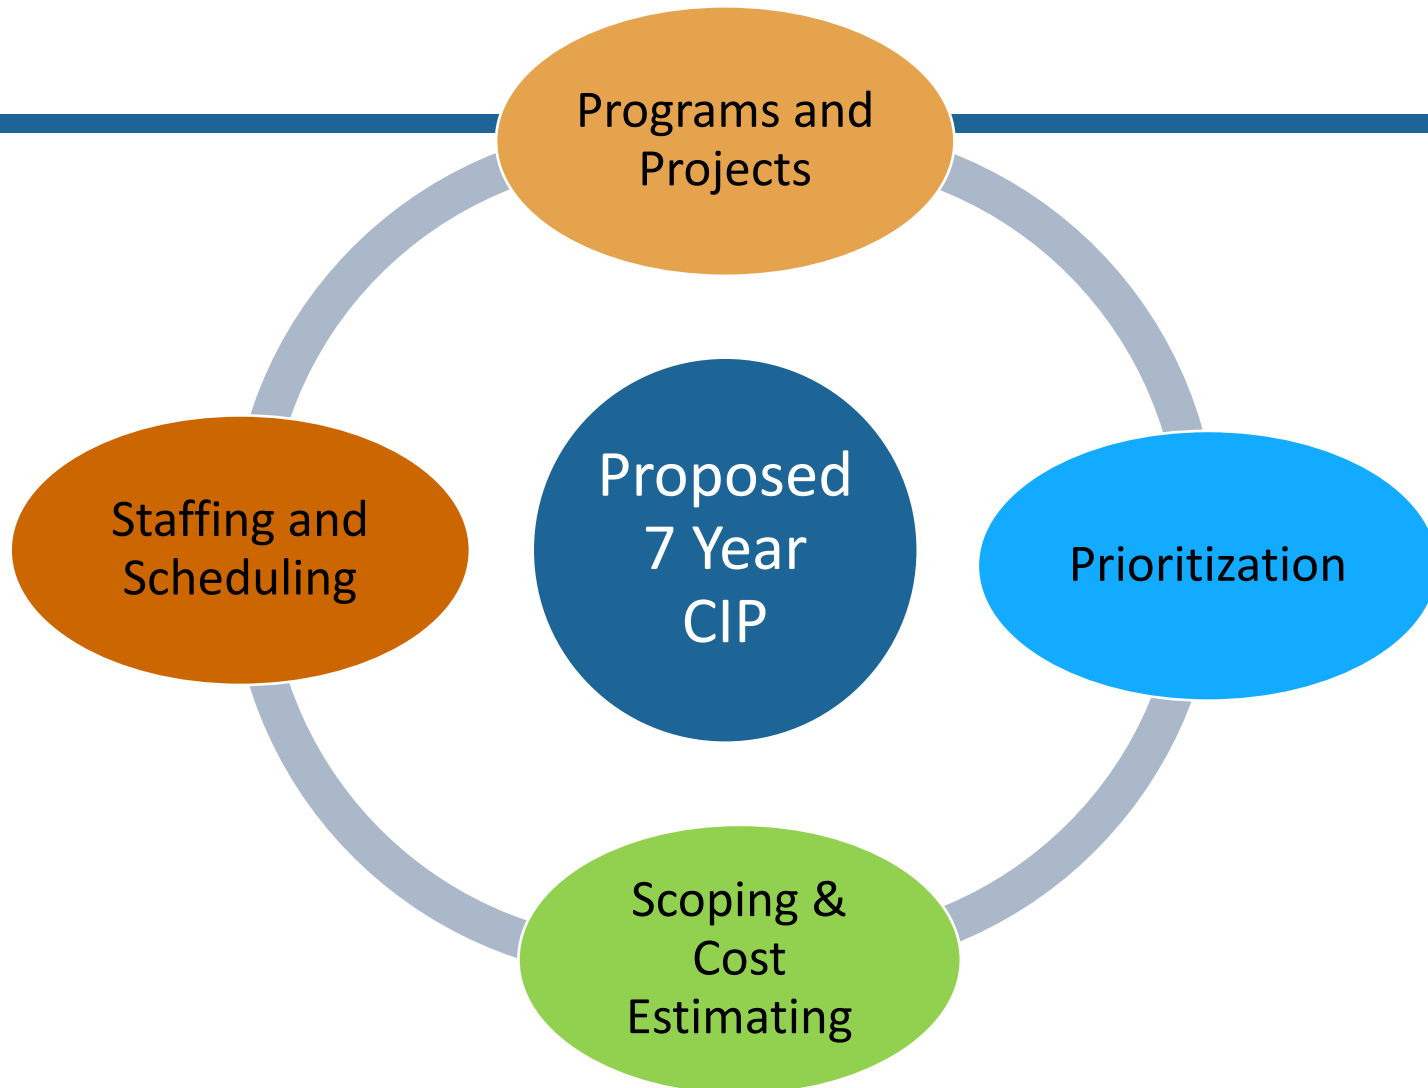 Programs and
Projects
Staffing and
Scheduling
Proposed
7 Year
CIP
Prioritization
Scoping &
Cost
Estimating